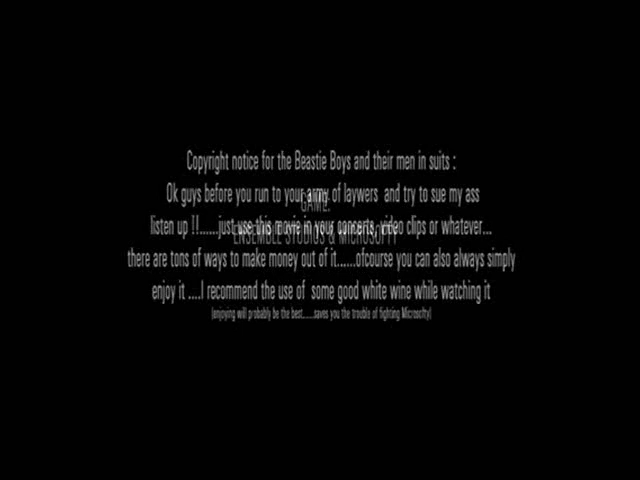 Copyright notice for the Beastie Boys and their men in suits :
Ok guys before you run to your army of laywers and try to sue my ass
GAME:
listen up !!......just use this movie in your concerts, video clips or whatever...
ENSEMBLE STUDIOS & MICROSOFTY
there are tons of ways to make money out of it......ofcourse you can also always simply
enjoy it ....I recommend the use of some good white wine while watching it
(enjoying will probably be the best......saves you the trouble of fighting Microscfty)